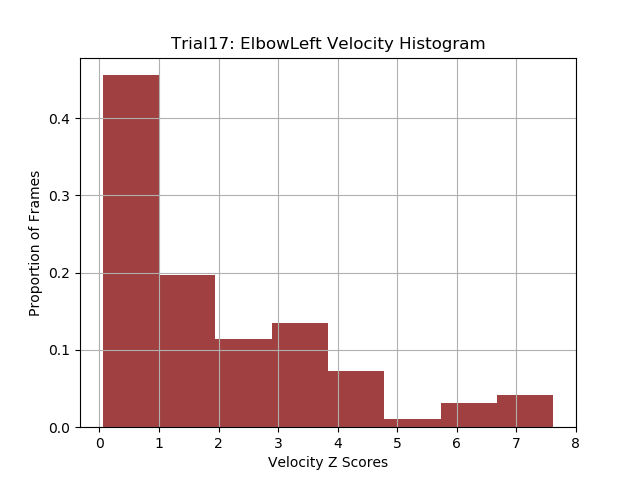 Trial17: ElbowLeft Velocity Histogram
0.4
0.3
0.2
0.1
0.0
Proportion of Frames
0 1 2 3 4 5 6 7 8
Velocity Z Scores